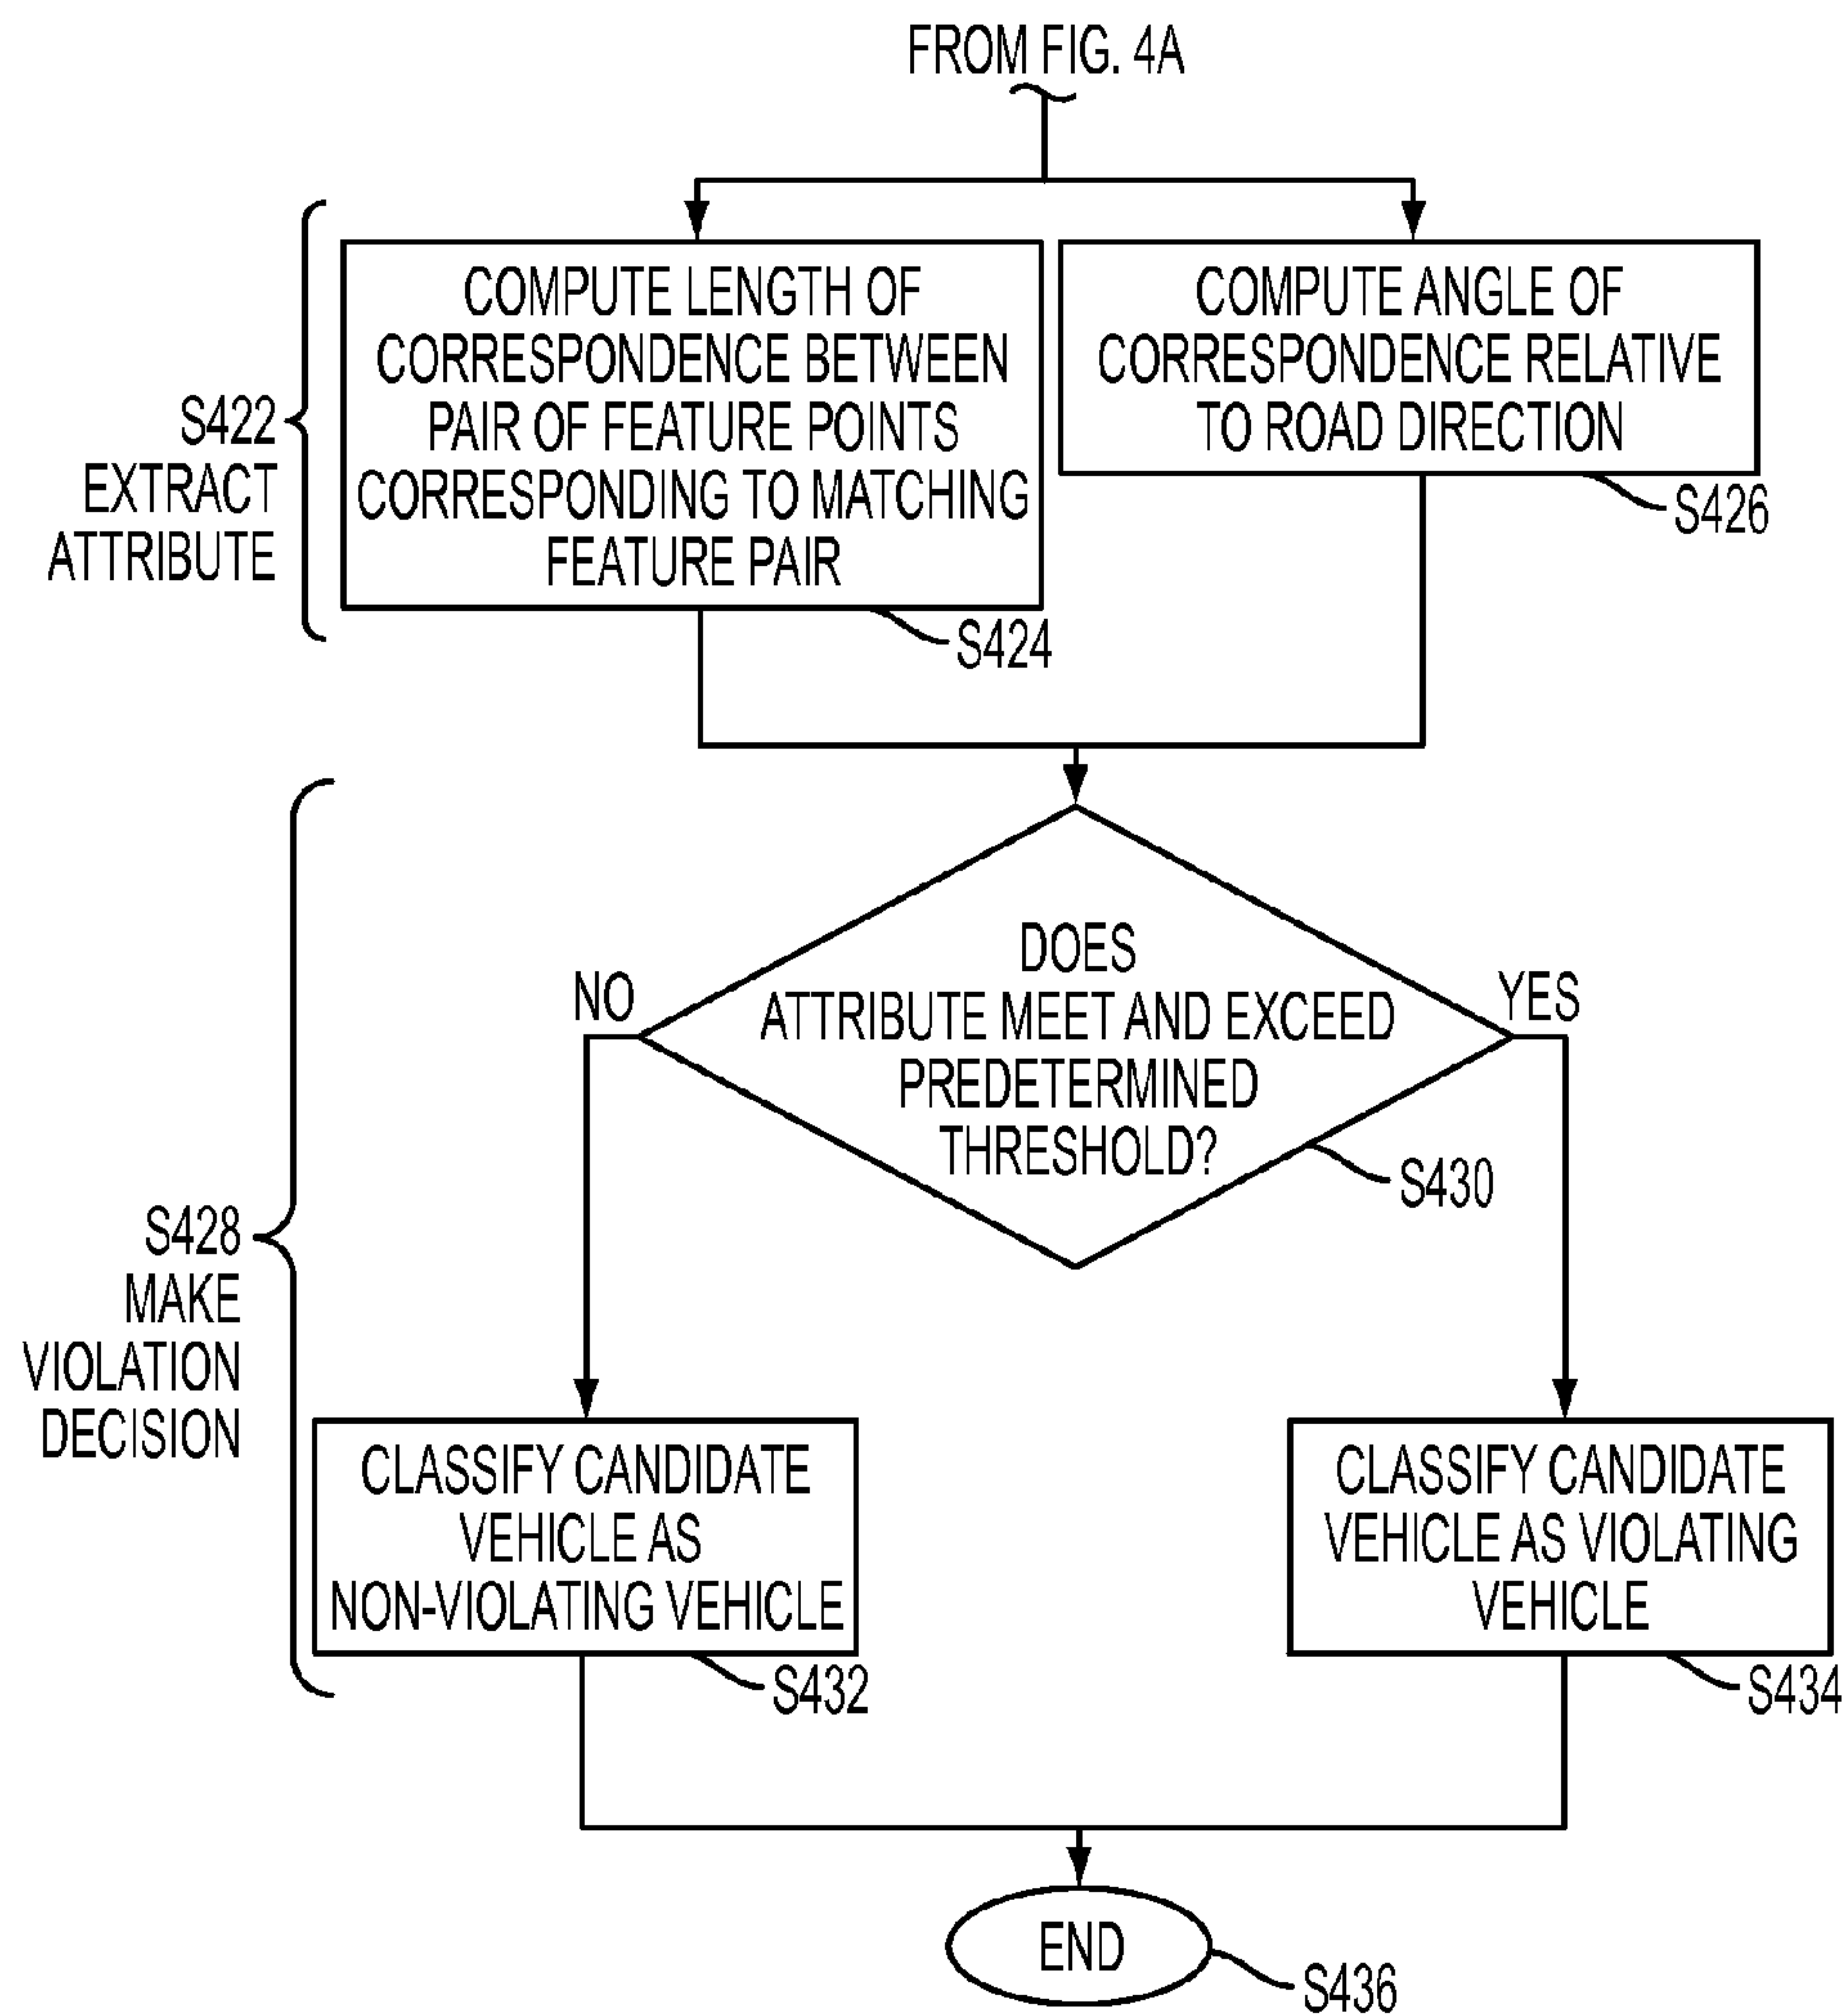 FROM FIG. 4A
S422
EXTRACT
ATTRIBUTE
COMPUTE LENGTH OF
CORRESPONDENCE BETWEEN
PAIR OF FEATURE POINTS
CORRESPONDING TO MATCHING
FEATURE PAIR
S424
COMPUTE ANGLE OF
CORRESPONDENCE RELATIVE
TO ROAD DIRECTION
S426
S428
MAKE
VIOLATION
DECISION
DOES
ATTRIBUTE MEET AND EXCEED
PREDETERMINED
THRESHOLD?
S430
NO
YES
CLASSIFY CANDIDATE
VEHICLE AS
NON-VIOLATING VEHICLE
S432
CLASSIFY CANDIDATE
VEHICLE AS VIOLATING
VEHICLE
S434
END
S436